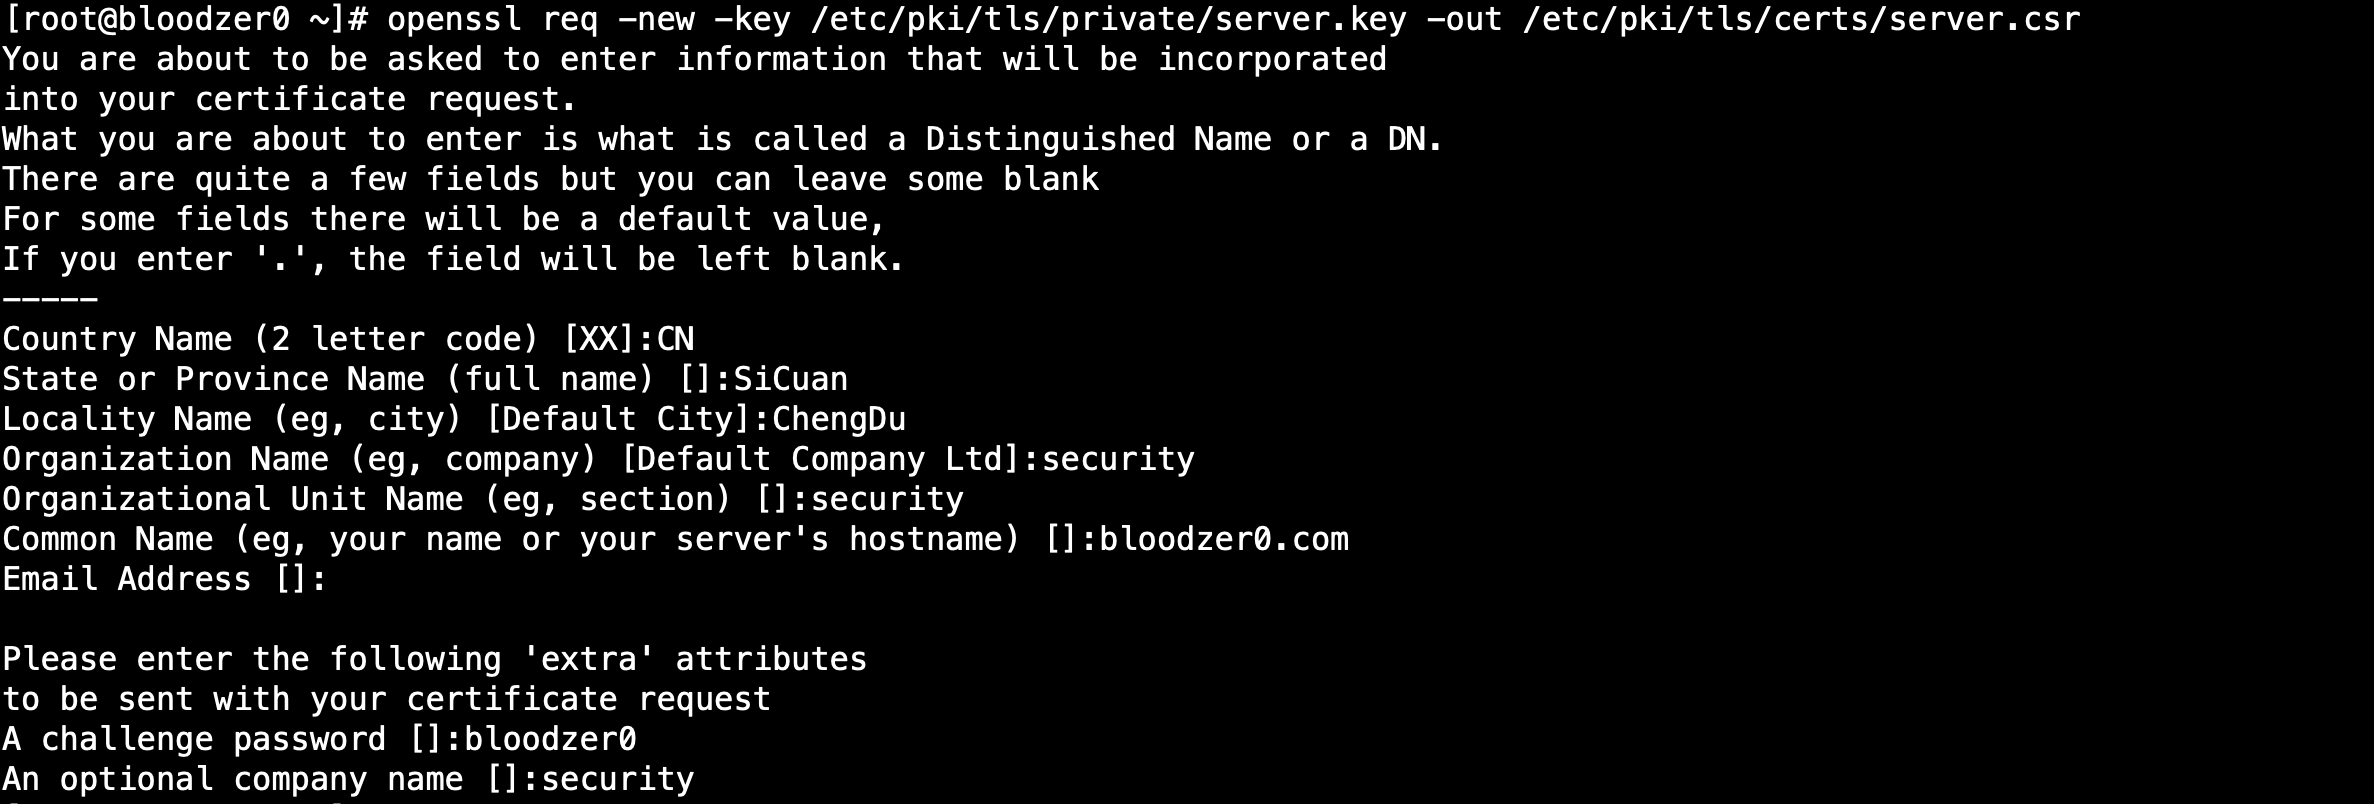 [root@bloodzer0 ~]# openssl req -new -key /etc/pki/tls/private/server.key -out /etc/pki/tls/certs/server.csr
You are about to be asked to enter information that will be incorporated
into your certificate request.
What you are about to enter is what is called a Distinguished Name or a DN.
There are quite a few fields but you can leave some blank
For some fields there will be a default value,
If you enter '.', the field will be left blank.
-----
Country Name (2 letter code) [XX]:CN
State or Province Name (full name) []:SiCuan
Locality Name (eg, city) [Default City]:ChengDu
Organization Name (eg, company) [Default Company Ltd]:security
Organizational Unit Name (eg, section) []:security
Common Name (eg, your name or your server's hostname) []:bloodzer0.com
Email Address []:
Please enter the following 'extra' attributes
to be sent with your certificate request
A challenge password []:bloodzer0
An optional company name []:security